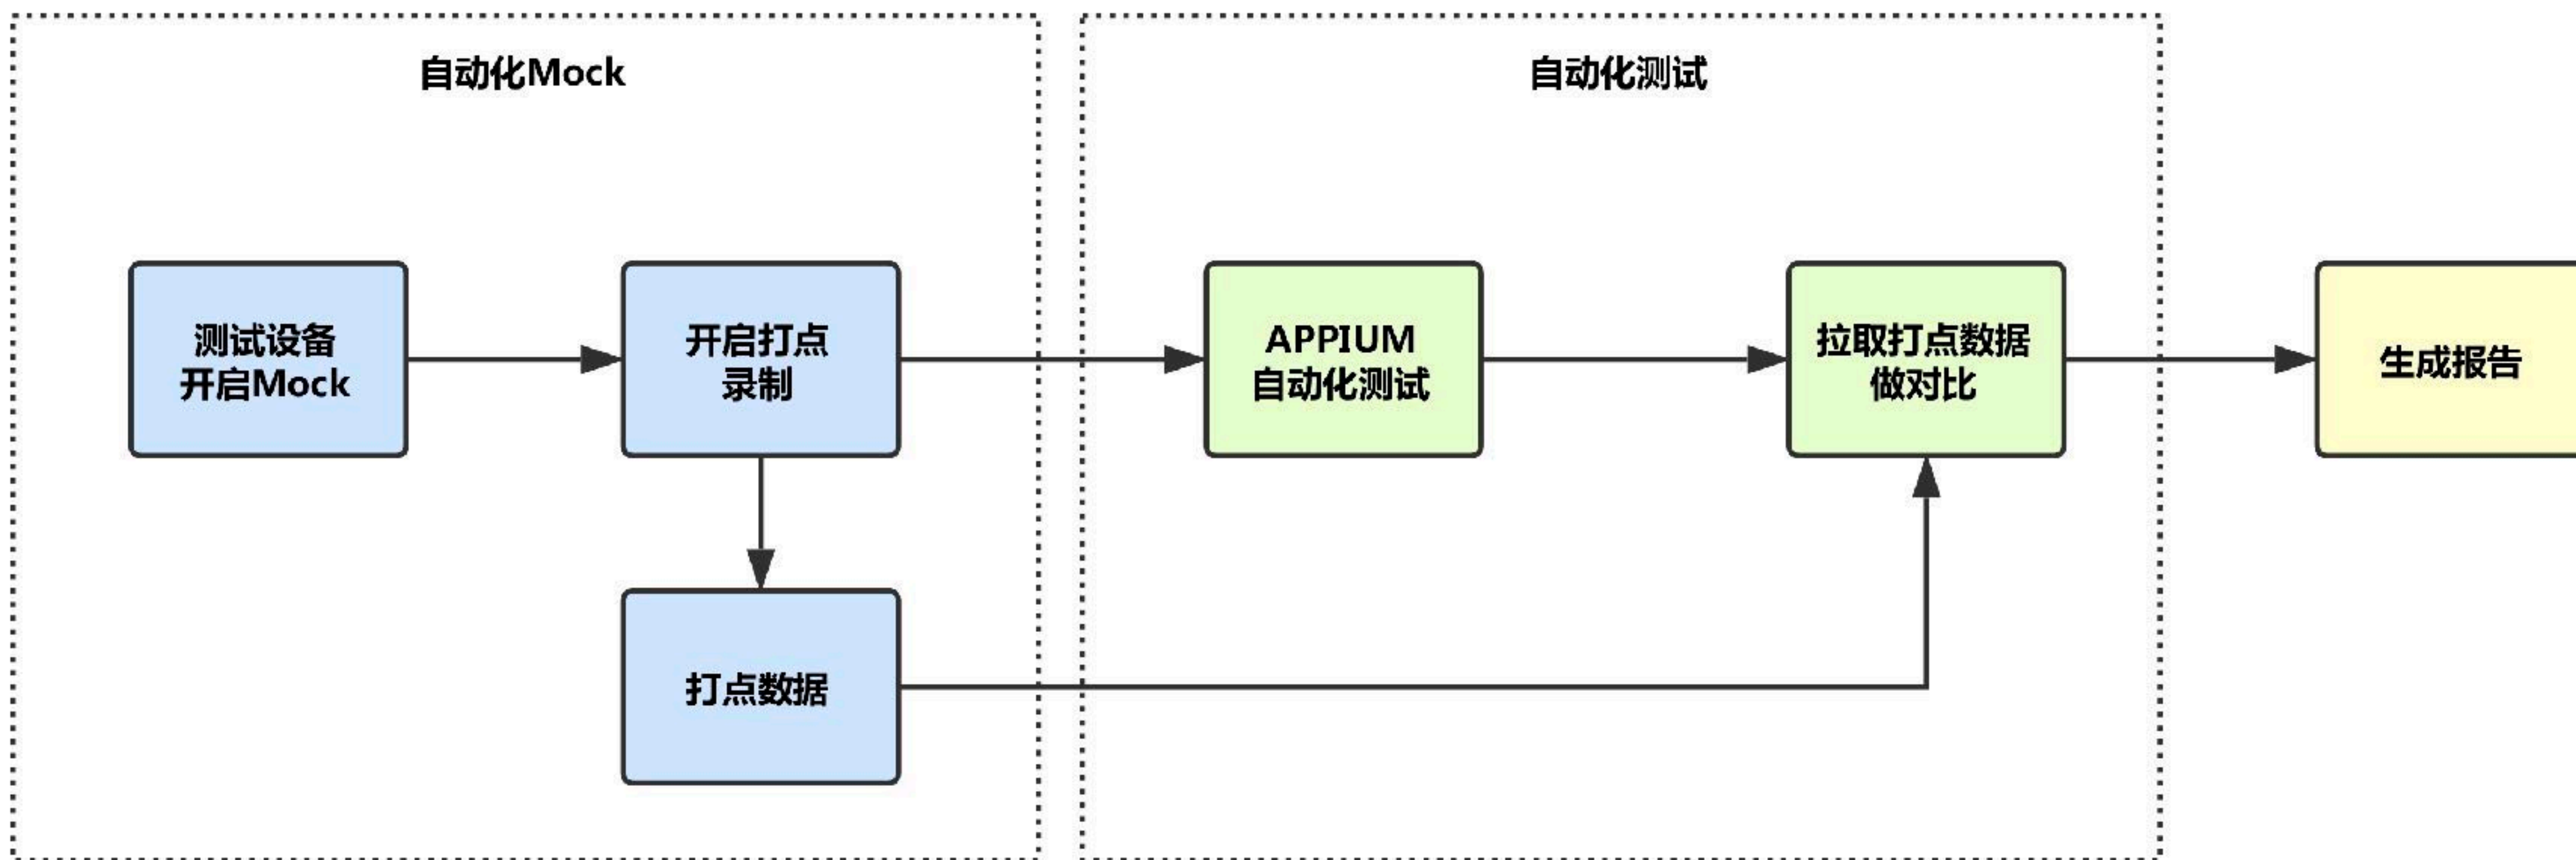 自动化Mock
自动化测试
测试设备
开启Mock
开启打点
录制
APPIUM
自动化测试
拉取打点数据
做对比
生成报告
打点数据